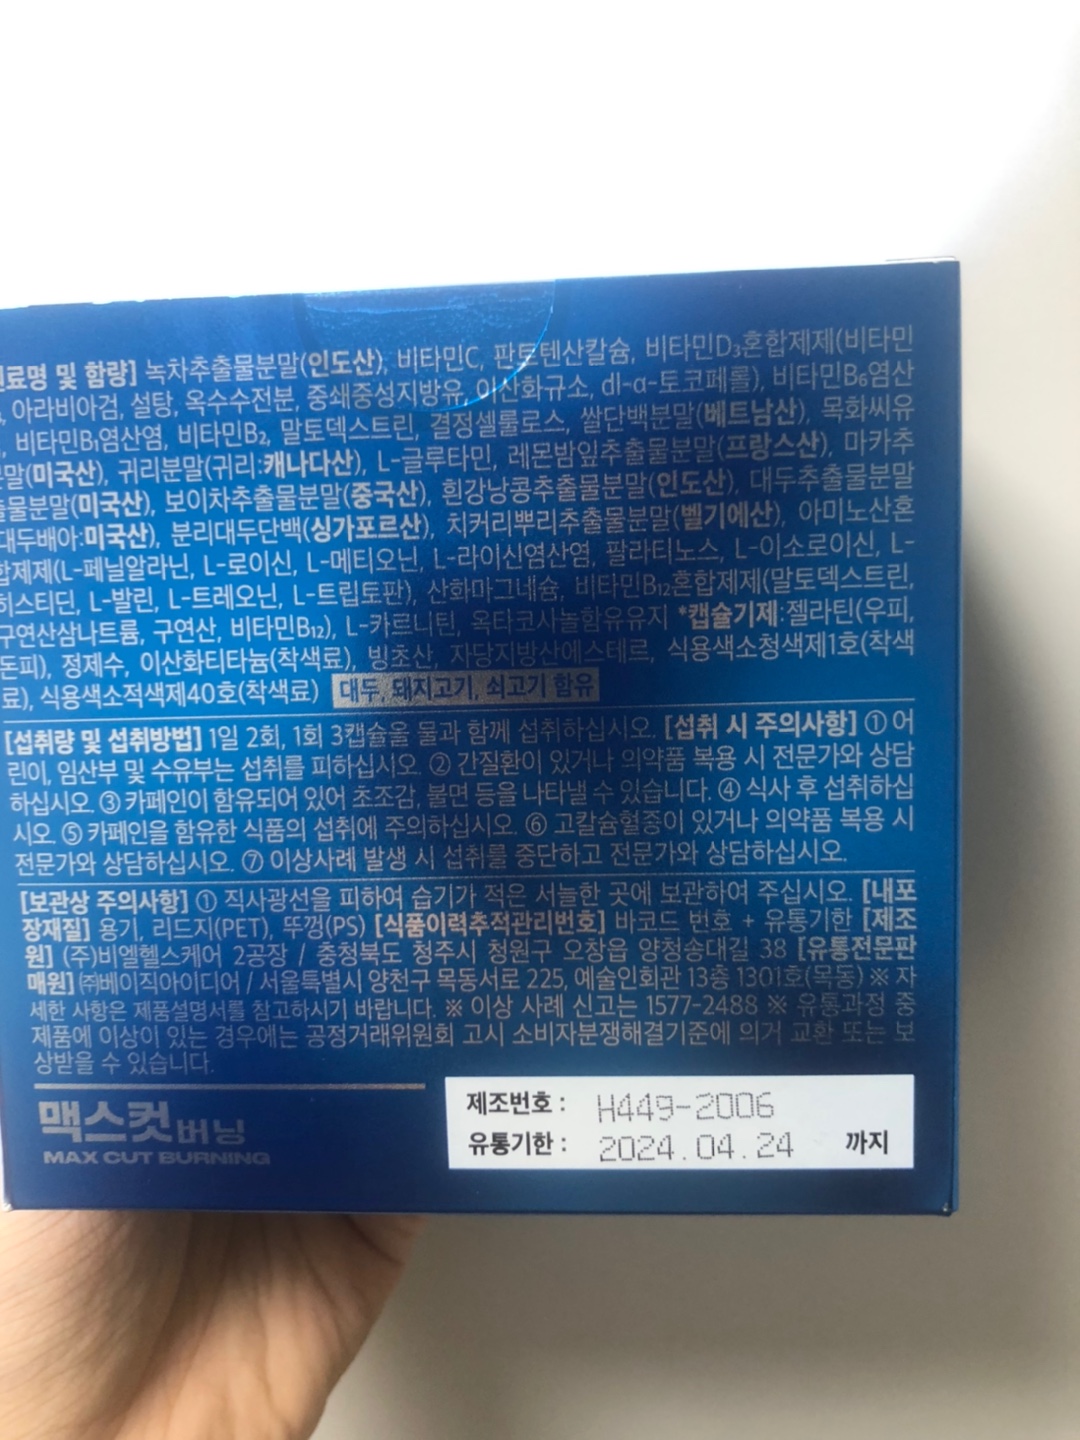 원료명 및 함량] 녹차추출물분말(인도산), 비타민C, 판토텐산칼슘, 비타민D₃혼합제제(비타민
, 아라비아검, 설탕, 옥수수전분, 중쇄중성지방유, 이산화규소, dl-α-토코페롤), 비타민B₆염산
, 비타민B₁염산염, 비타민B₂, 말토덱스트린, 결정셀룰로스, 쌀단백분말(베트남산), 목화씨유
말(미국산), 귀리분말(귀리:캐나다산), L-글루타민, 레몬밤잎추출물분말(프랑스산), 마카추
출물분말(미국산), 보이차추출물분말(중국산), 흰강낭콩추출물분말(인도산), 대두추출물분말
대두배아:미국산), 분리대두단백(싱가포르산), 치커리뿌리추출물분말(벨기에산), 아미노산혼
합제제(L-페닐알라닌, L-로이신, L-메티오닌, L-라이신염산염, 팔라티노스, L-이소로이신, L-
히스티딘, L-발린, L-트레오닌, L-트립토판), 산화마그네슘, 비타민B₁₂혼합제제(말토덱스트린,
구연산삼나트륨, 구연산, 비타민B₁₂), L-카르니틴, 옥타코사놀함유유지 *캡슐기제:젤라틴(우피,
돈피), 정제수, 이산화티타늄(착색료), 빙초산, 자당지방산에스테르, 식용색소청색제1호(착색
료), 식용색소적색제40호(착색료) 대두, 돼지고기, 쇠고기 함유
[섭취량 및 섭취방법] 1일 2회, 1회 3캡슐을 물과 함께 섭취하십시오. [섭취 시 주의사항] ① 어
린이, 임산부 및 수유부는 섭취를 피하십시오. ② 간질환이 있거나 의약품 복용 시 전문가와 상담
하십시오. ③ 카페인이 함유되어 있어 초조감, 불면 등을 나타낼 수 있습니다. ④ 식사 후 섭취하십
시오. ⑤ 카페인을 함유한 식품의 섭취에 주의하십시오. ⑥ 고칼슘혈증이 있거나 의약품 복용 시
전문가와 상담하십시오. ⑦ 이상사례 발생 시 섭취를 중단하고 전문가와 상담하십시오.
[보관상 주의사항] ① 직사광선을 피하여 습기가 적은 서늘한 곳에 보관하여 주십시오. [내포
장재질] 용기, 리드지(PET), 뚜껑(PS) [식품이력추적관리번호] 바코드 번호 + 유통기한 [제조
원] (주)비엘헬스케어 2공장 / 충청북도 청주시 청원구 오창읍 양청송대길 38 [유통전문판
매원] ㈜베이직아이디어 / 서울특별시 양천구 목동서로 225, 예술인회관 13층 1301호(목동) ※ 자
세한 사항은 제품설명서를 참고하시기 바랍니다. ※ 이상 사례 신고는 1577-2488 ※ 유통과정 중
제품에 이상이 있는 경우에는 공정거래위원회 고시 소비자분쟁해결기준에 의거 교환 또는 보
상받을 수 있습니다.
맥스컷버닝
MAX CUT BURNING
제조번호 : H449-2006
유통기한 : 2024.04.24 까지